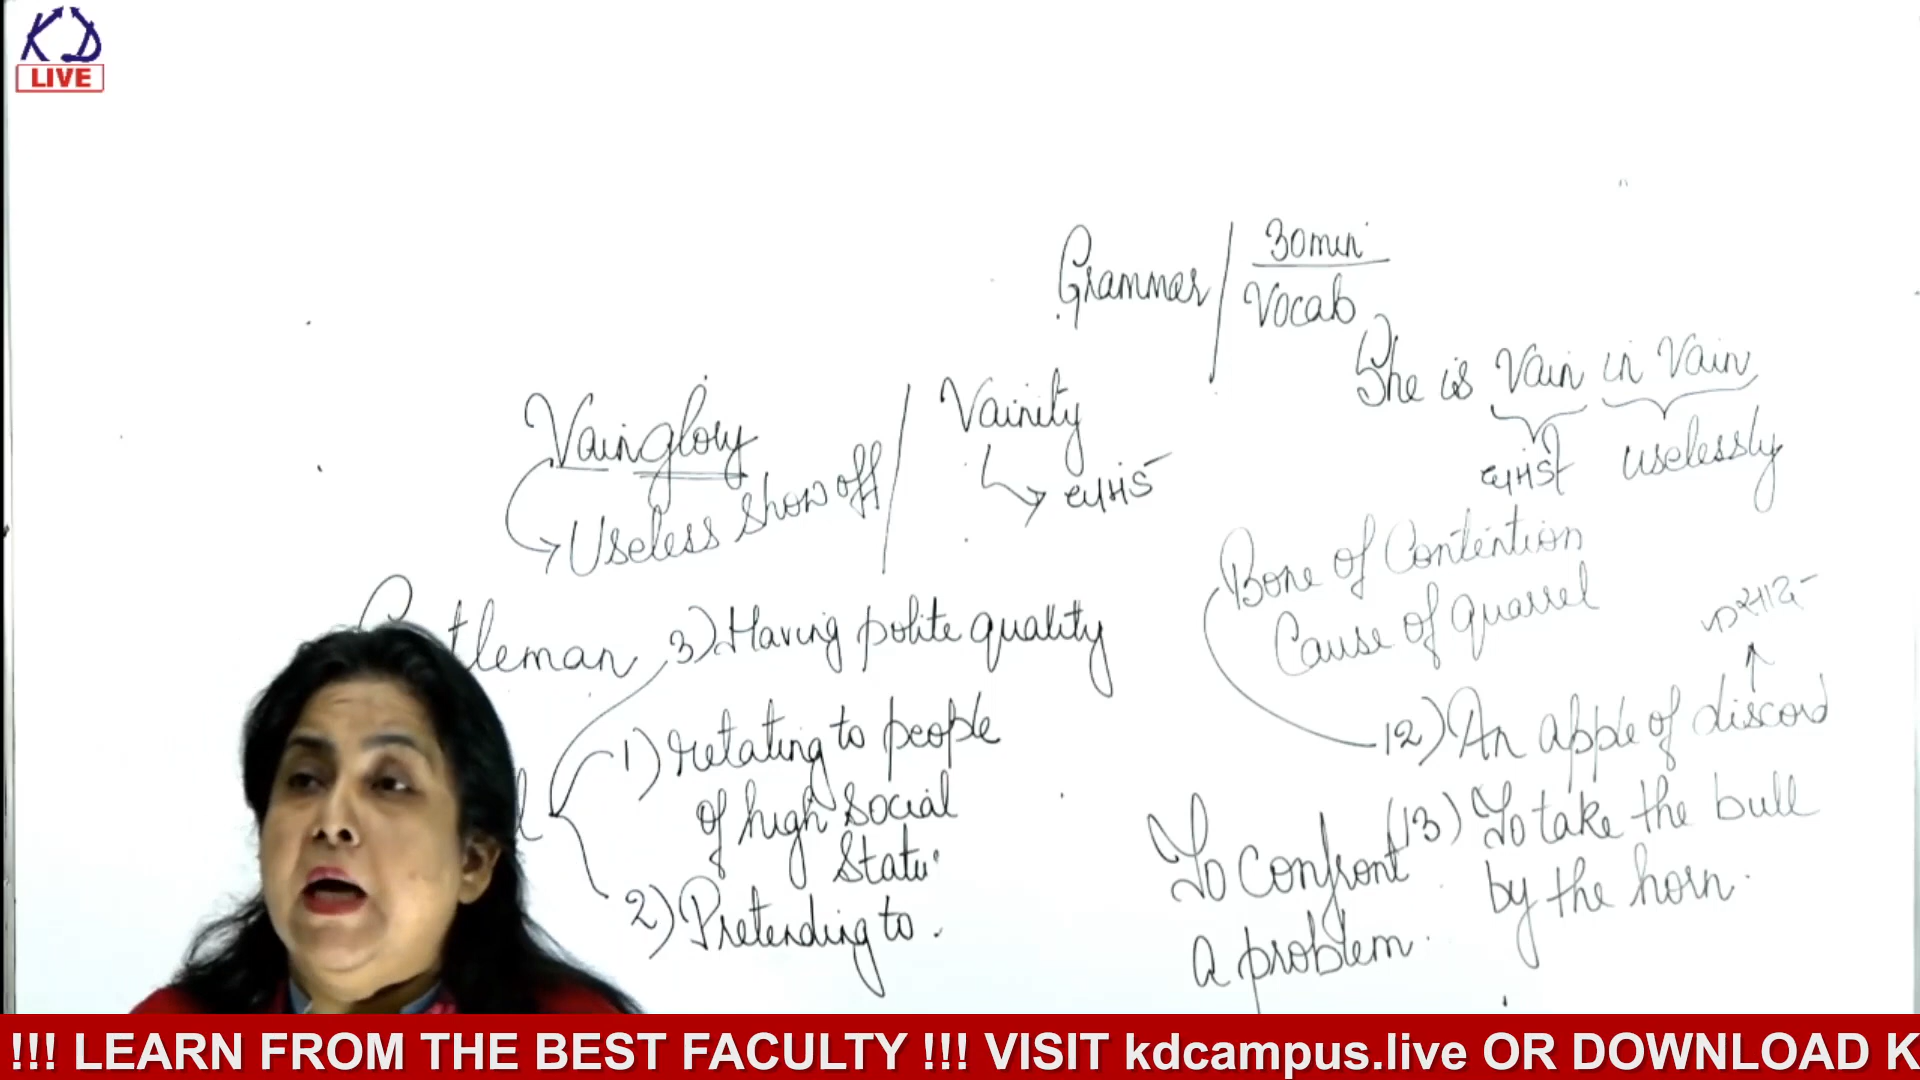 KD
LIVE
Grammar / 30min
Vocab
She is Vain in Vain
घमंडी uselessly
Vainglory / Vainity
Useless show off
घमंड
Bone of Contention
Cause of quarrel
tleman 3) Having polite quality
1) relating to people
of high social
Statu
2) Pretending to.
12) An apple of discord
(13) To take the bull
by the horn.
To Confront
a problem.
!!! LEARN FROM THE BEST FACULTY !!! VISIT kdcampus.live OR DOWNLOAD K